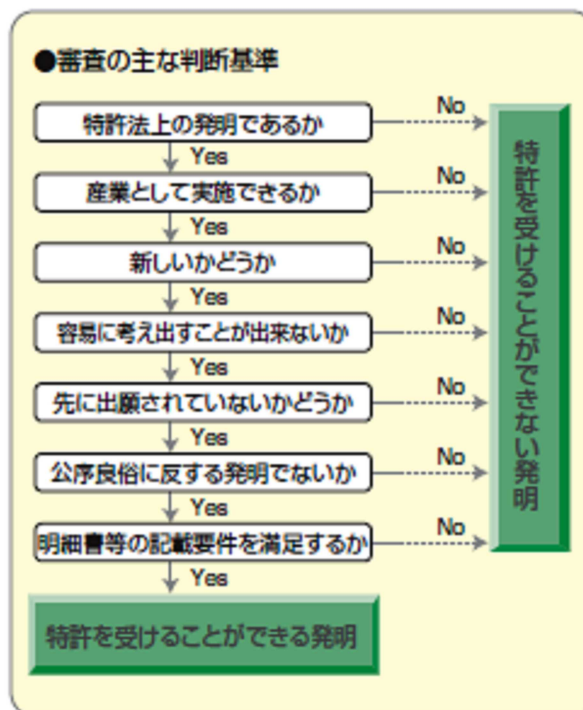 ●審査の主な判断基準
特許法上の発明であるか
No
Yes
産業として実施できるか
No
Yes
新しいかどうか
No
Yes
容易に考え出すことが出来ないか
No
Yes
先に出願されていないかどうか
No
Yes
公序良俗に反する発明でないか
No
Yes
明細書等の記載要件を満足するか
No
Yes
特許を受けることができない発明
特許を受けることができる発明